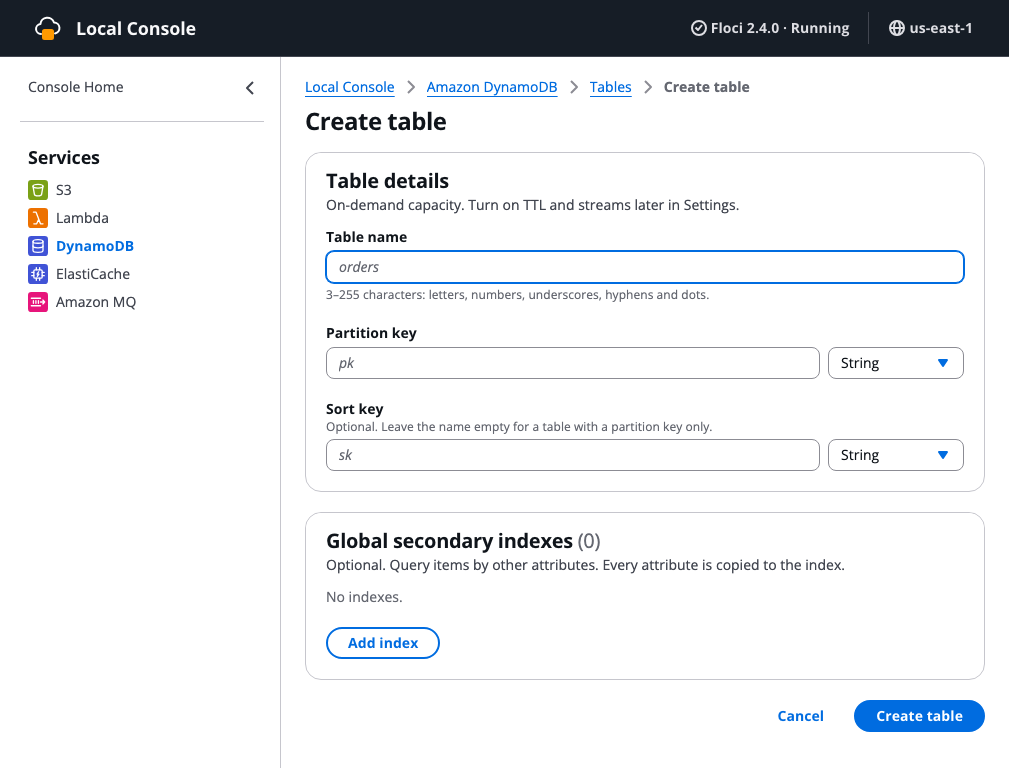 Local Console
Floci 2.4.0 · Running
us-east-1
Console Home
Services
S3
Lambda
DynamoDB
ElastiCache
Amazon MQ
Local Console > Amazon DynamoDB > Tables > Create table
Create table
Table details
On-demand capacity. Turn on TTL and streams later in Settings.
Table name
orders
3–255 characters: letters, numbers, underscores, hyphens and dots.
Partition key
pk
String
Sort key
Optional. Leave the name empty for a table with a partition key only.
sk
String
Global secondary indexes (0)
Optional. Query items by other attributes. Every attribute is copied to the index.
No indexes.
Add index
Cancel
Create table